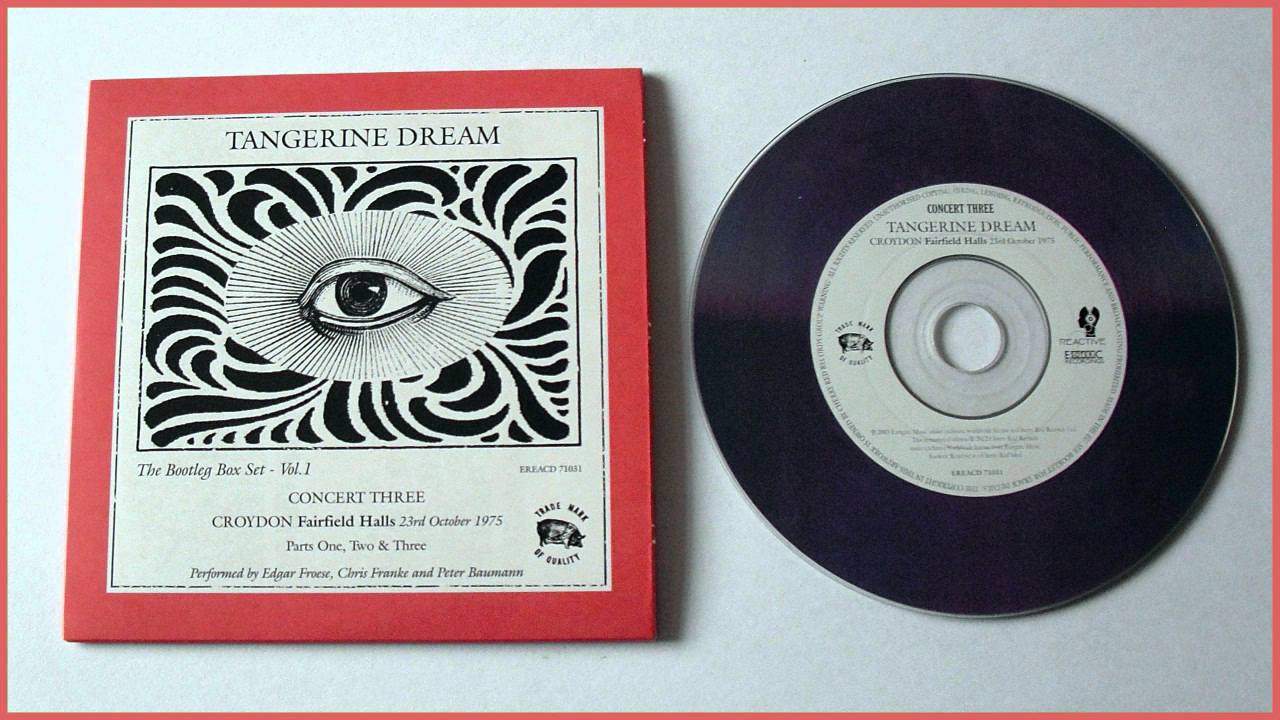 TANGERINE DREAM
The Bootleg Box Set - Vol.1
EREACD 71031
CONCERT THREE
CROYDON Fairfield Halls 23rd October 1975
Parts One, Two & Three
Performed by Edgar Froese, Chris Franke and Peter Baumann
TRADE MARK
OF QUALITY
CONCERT THREE
TANGERINE DREAM
CROYDON Fairfield Halls 23rd October 1975
TRADE MARK
OF QUALITY
REACTIVE
ESOTERIC
RECORDINGS
EREACD 71031